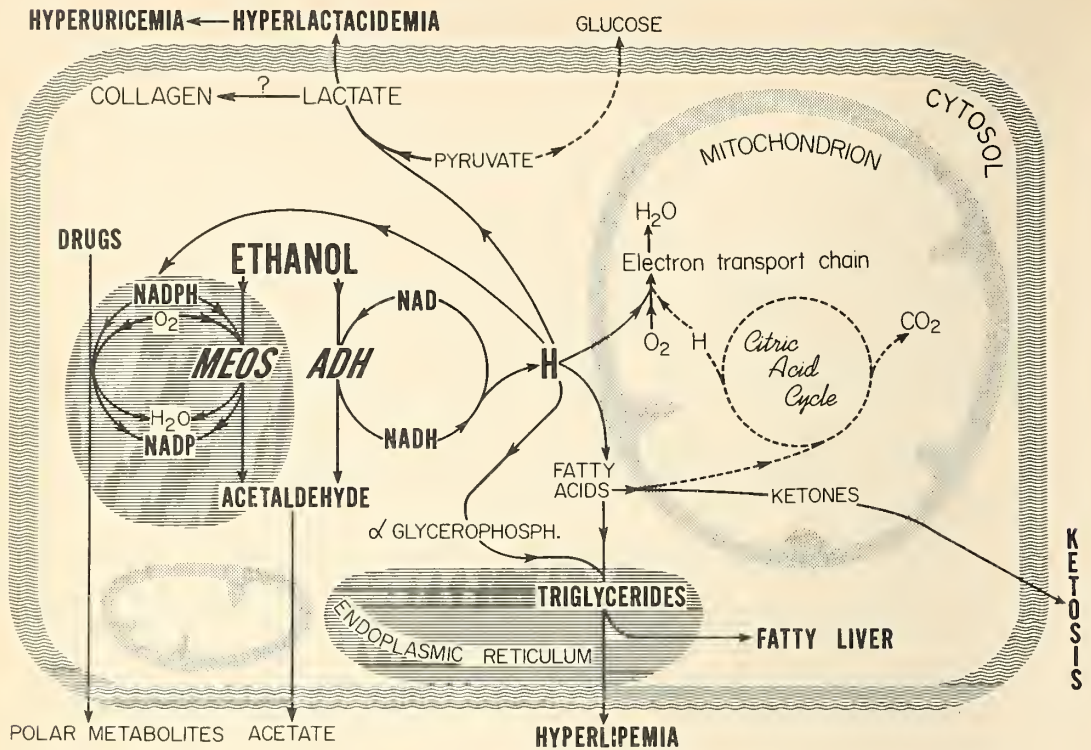 HYPERURICEMIA HYPERLACTACIDEMIA
GLUCOSE
COLLAGEN ? LACTATE
PYRUVATE
CYTOSOL
MITOCHONDRION
H2O
Electron transport chain
O2 H
Citric
Acid
Cycle
CO2
DRUGS
ETHANOL
NADPH
O2
MEOS ADH
NAD
H
H2O
NADP
NADH
ACETALDEHYDE
FATTY
ACIDS
KETONES
α GLYCEROPHOSPH.
TRIGLYCERIDES
ENDOPLASMIC RETICULUM
FATTY LIVER
KETOSIS
POLAR METABOLITES ACETATE
HYPERLIPEMIA